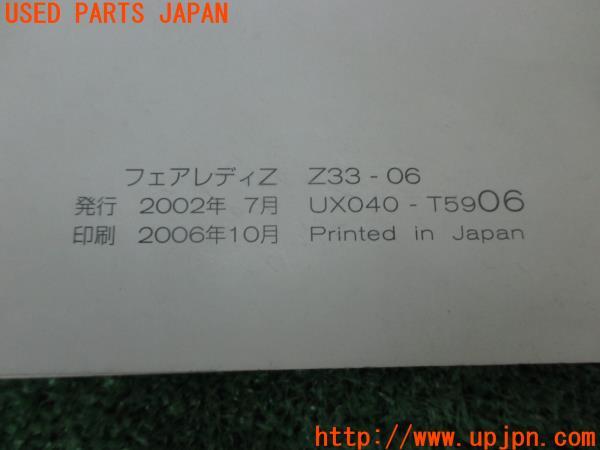 USED PARTS JAPAN
フェアレディZ Z33-06
発行 2002年 7月 UX040-T5906
印刷 2006年10月 Printed in Japan
http://www.upjpn.com/